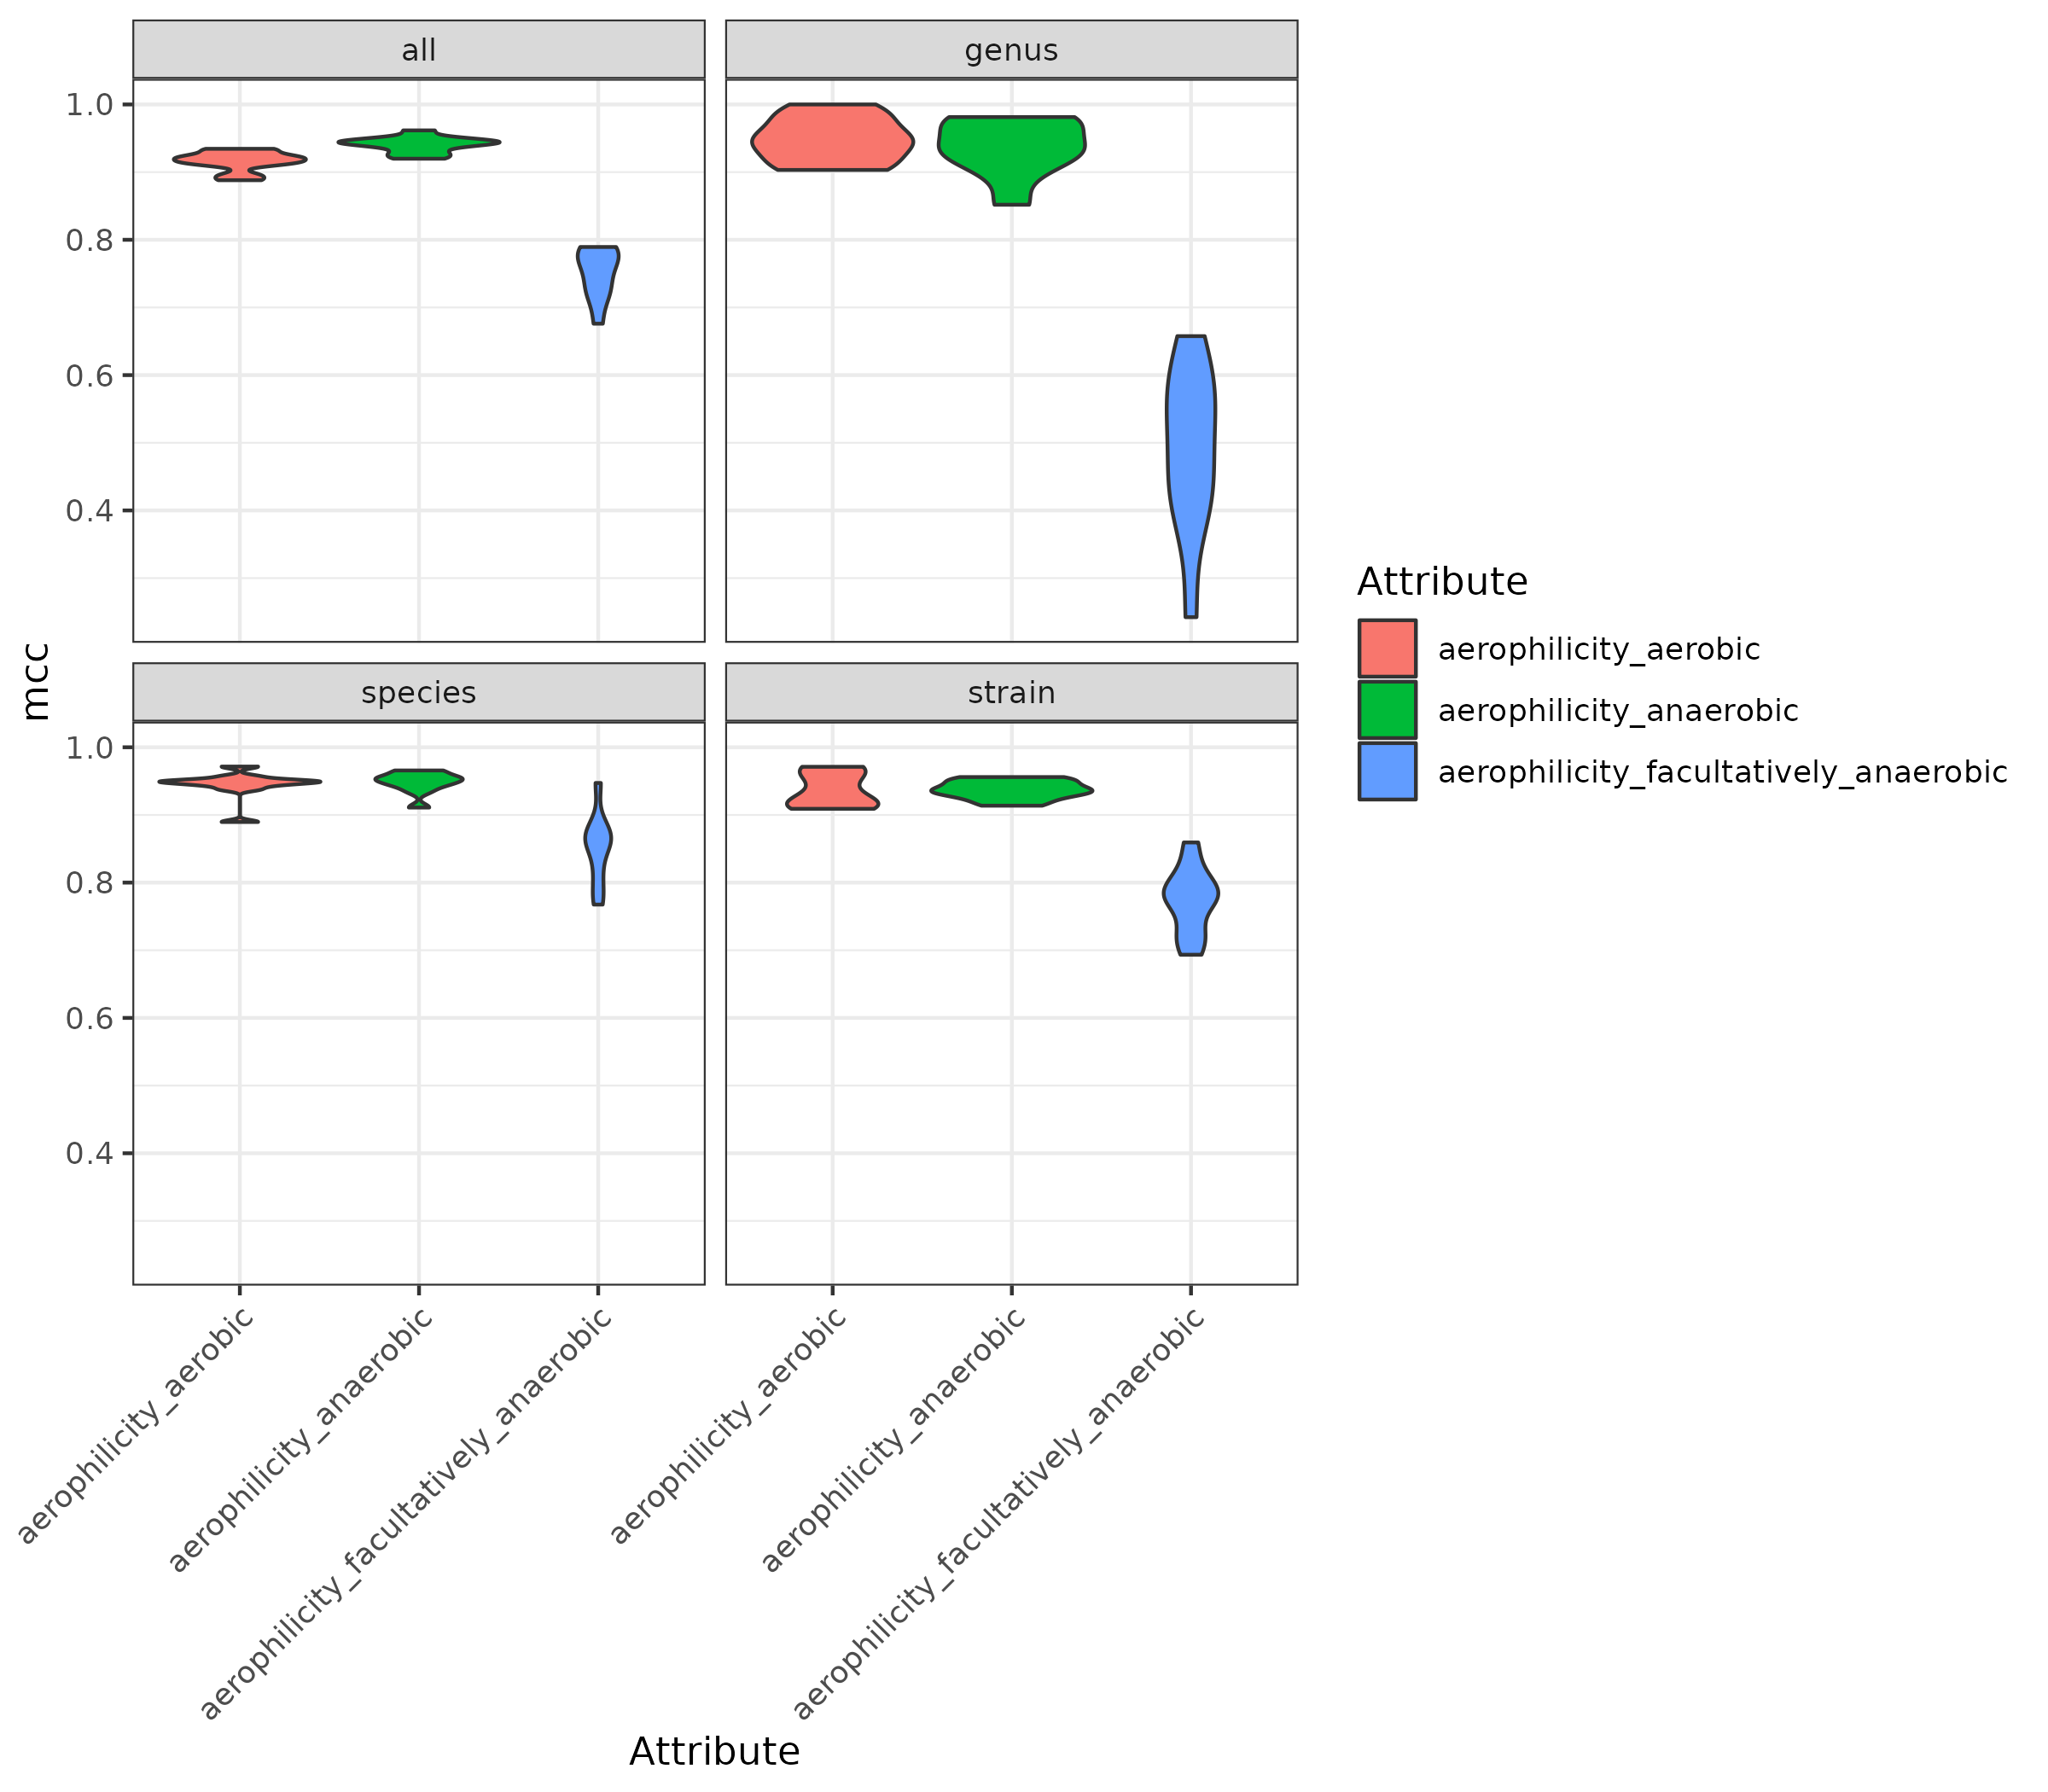 all
genus
1.0
0.8
0.6
0.4
mcc
species
strain
1.0
0.8
0.6
0.4
aerophilicity_aerobic
aerophilicity_anaerobic
aerophilicity_facultatively_anaerobic
aerophilicity_aerobic
aerophilicity_anaerobic
aerophilicity_facultatively_anaerobic
Attribute
Attribute
aerophilicity_aerobic
aerophilicity_anaerobic
aerophilicity_facultatively_anaerobic